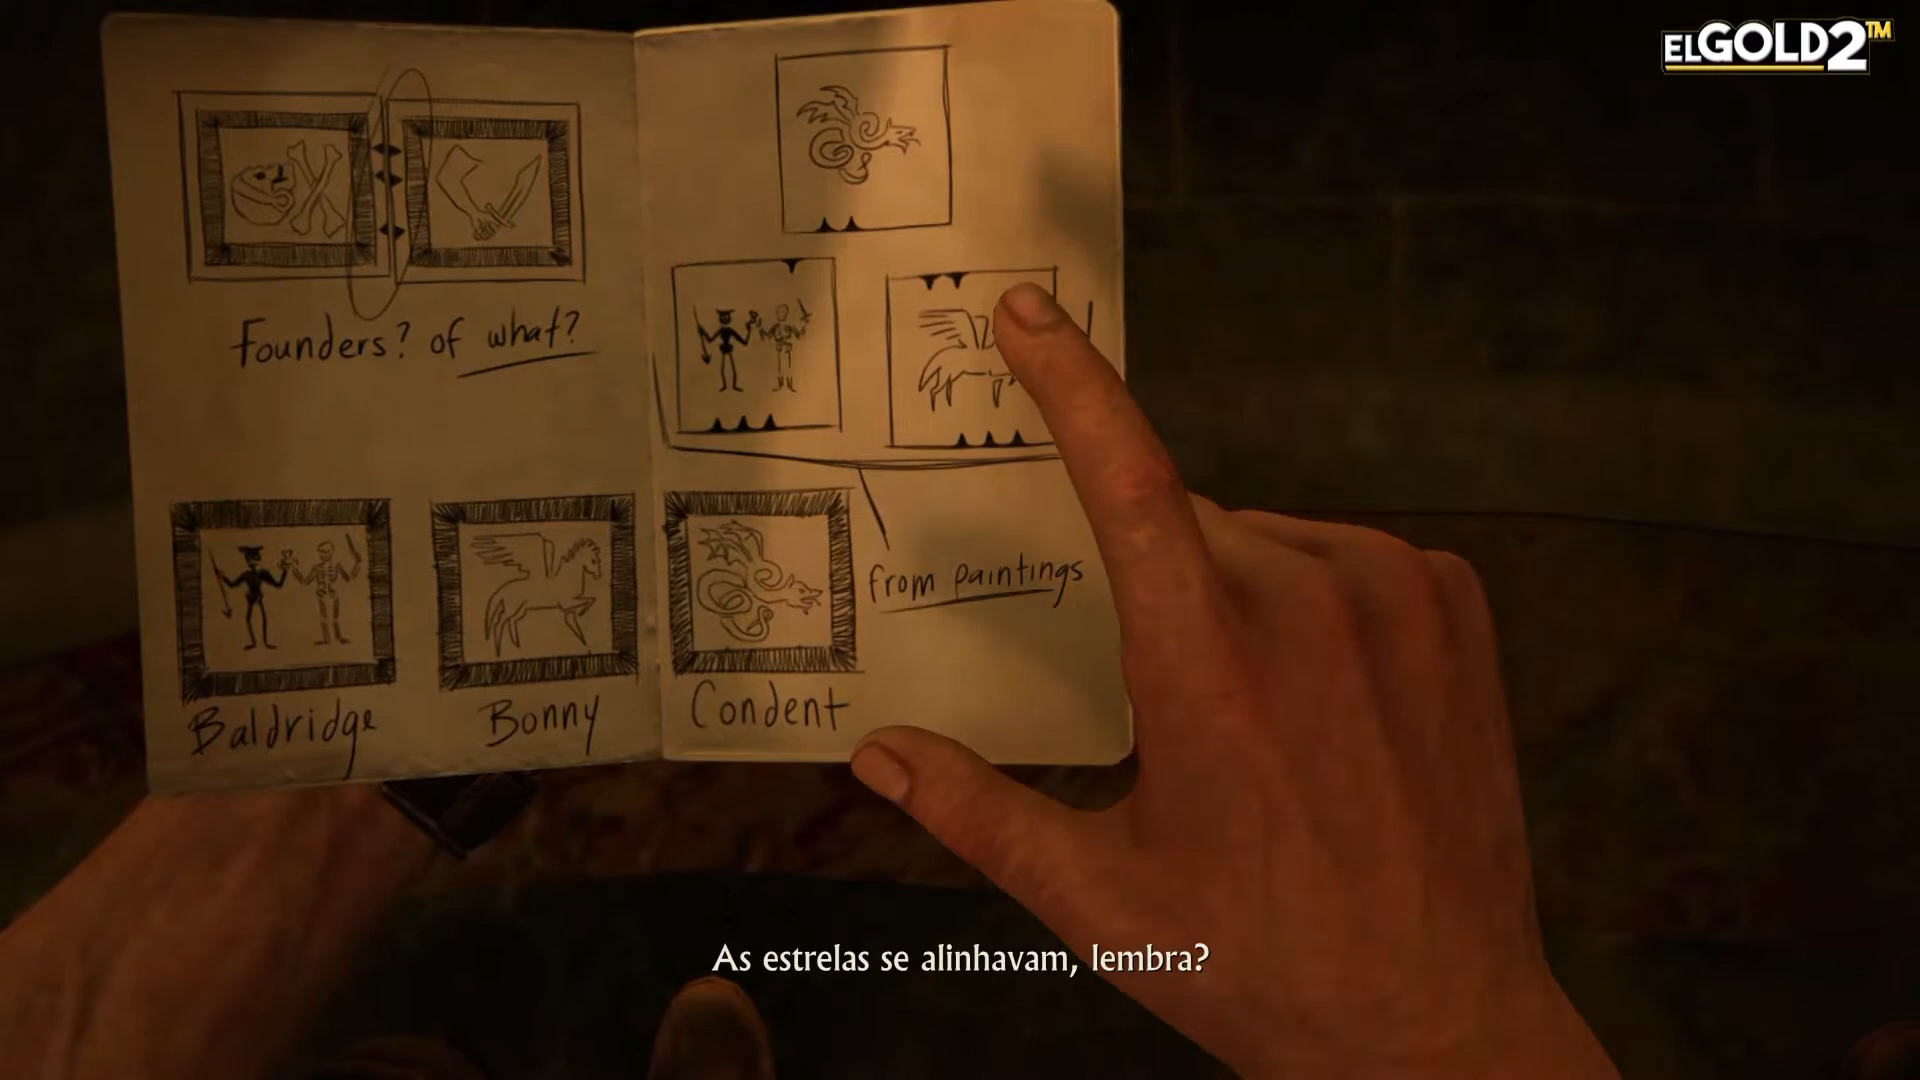 ELGOLD2™
Founders? of what?
from paintings
Baldridge
Bonny
Condent
As estrelas se alinhavam, lembra?